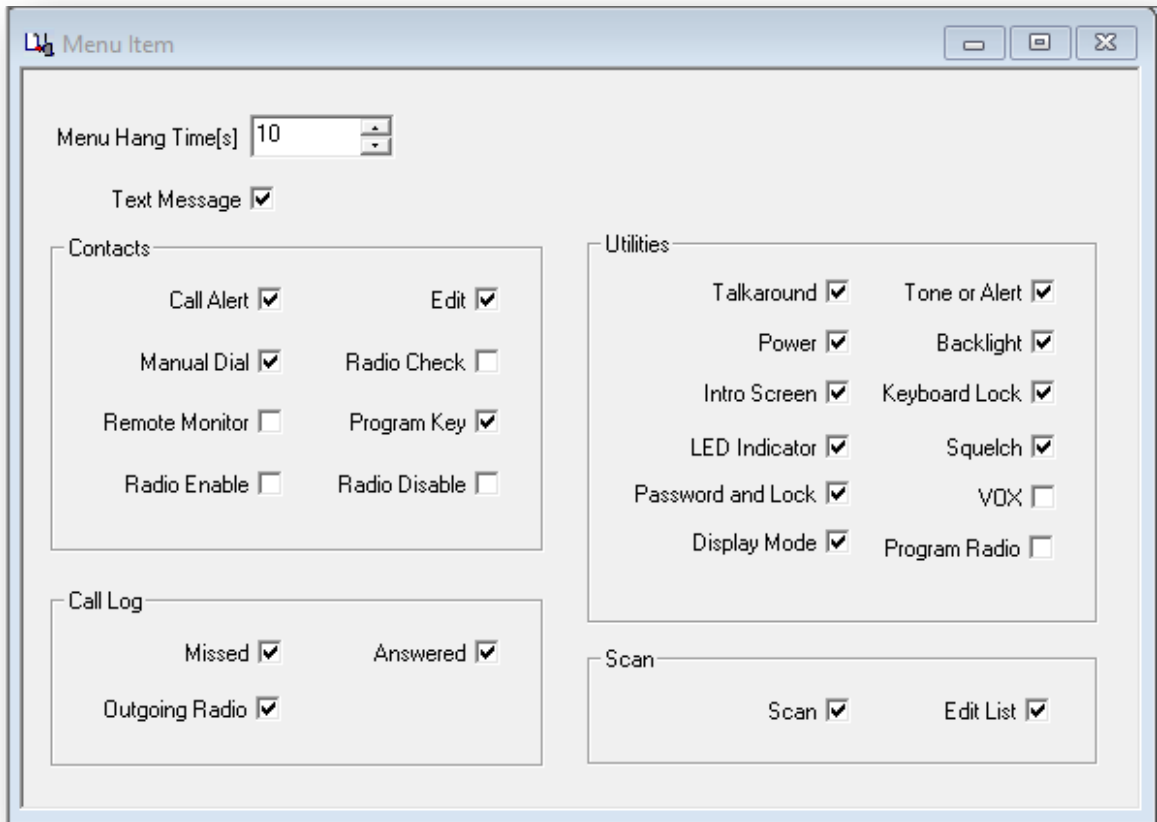 Menu Item
Menu Hang Time[s] 10
Text Message
Contacts
Call Alert Edit
Manual Dial Radio Check
Remote Monitor Program Key
Radio Enable Radio Disable
Call Log
Missed Answered
Outgoing Radio
Utilities
Talkaround Tone or Alert
Power Backlight
Intro Screen Keyboard Lock
LED Indicator Squelch
Password and Lock VOX
Display Mode Program Radio
Scan
Scan Edit List